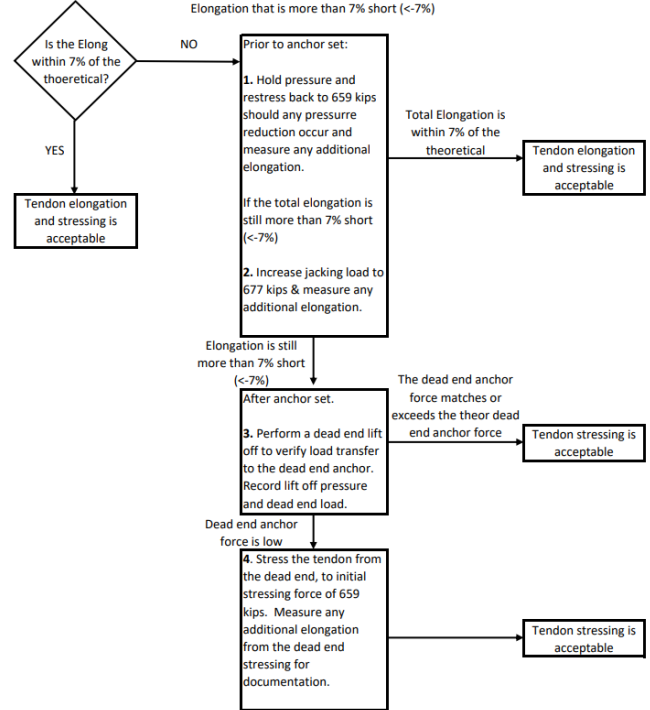 Elongation that is more than 7% short (<-7%)
Is the Elong
within 7% of the
thoeretical?
NO
YES
Tendon elongation
and stressing is
acceptable
Prior to anchor set:
1. Hold pressure and
restress back to 659 kips
should any pressurre
reduction occur and
measure any additional
elongation.
If the total elongation is
still more than 7% short
(<-7%)
2. Increase jacking load to
677 kips & measure any
additional elongation.
Total Elongation is
within 7% of the
theoretical
Tendon elongation
and stressing is
acceptable
Elongation is still
more than 7% short
(<-7%)
After anchor set.
3. Perform a dead end lift
off to verify load transfer
to the dead end anchor.
Record lift off pressure
and dead end load.
The dead end anchor
force matches or
exceeds the theor dead
end anchor force
Tendon stressing is
acceptable
Dead end anchor
force is low
4. Stress the tendon from
the dead end, to initial
stressing force of 659
kips.  Measure any
additional elongation
from the dead end
stressing for
documentation.
Tendon stressing is
acceptable